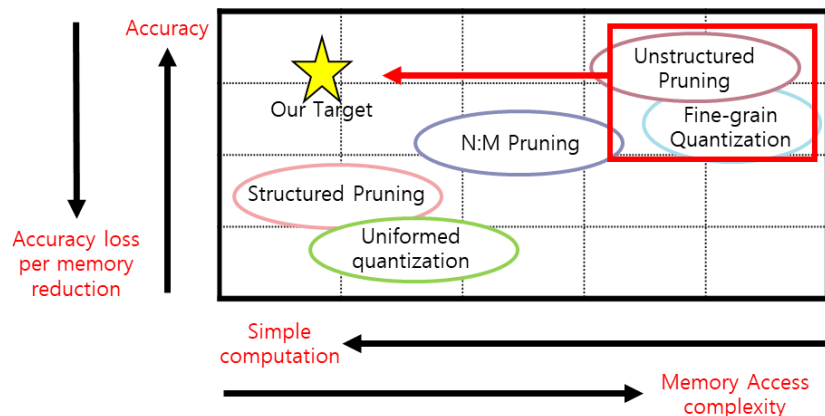 Accuracy
Our Target
Unstructured
Pruning
Fine-grain
Quantization
N:M Pruning
Structured Pruning
Uniformed
quantization
Accuracy loss
per memory
reduction
Simple
computation
Memory Access
complexity